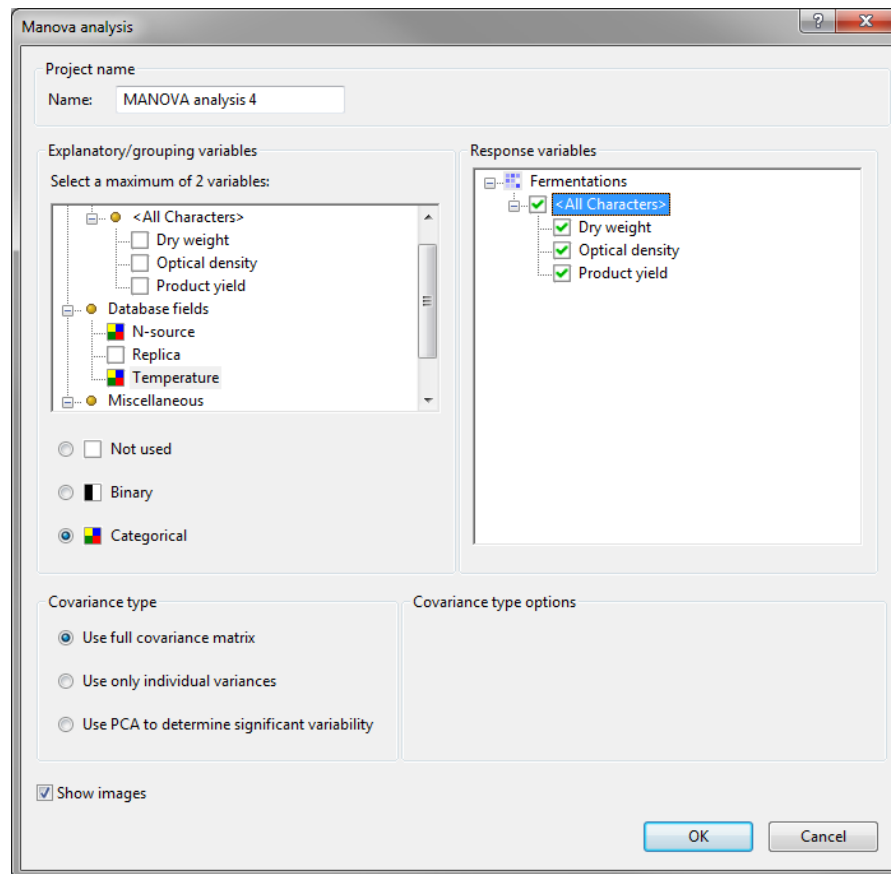 Manova analysis
Project name
Name: MANOVA analysis 4
Explanatory/grouping variables
Select a maximum of 2 variables:
<All Characters>
Dry weight
Optical density
Product yield
Database fields
N-source
Replica
Temperature
Miscellaneous
Not used
Binary
Categorical
Response variables
Fermentations
<All Characters>
Dry weight
Optical density
Product yield
Covariance type
Use full covariance matrix
Use only individual variances
Use PCA to determine significant variability
Covariance type options
Show images
OK Cancel